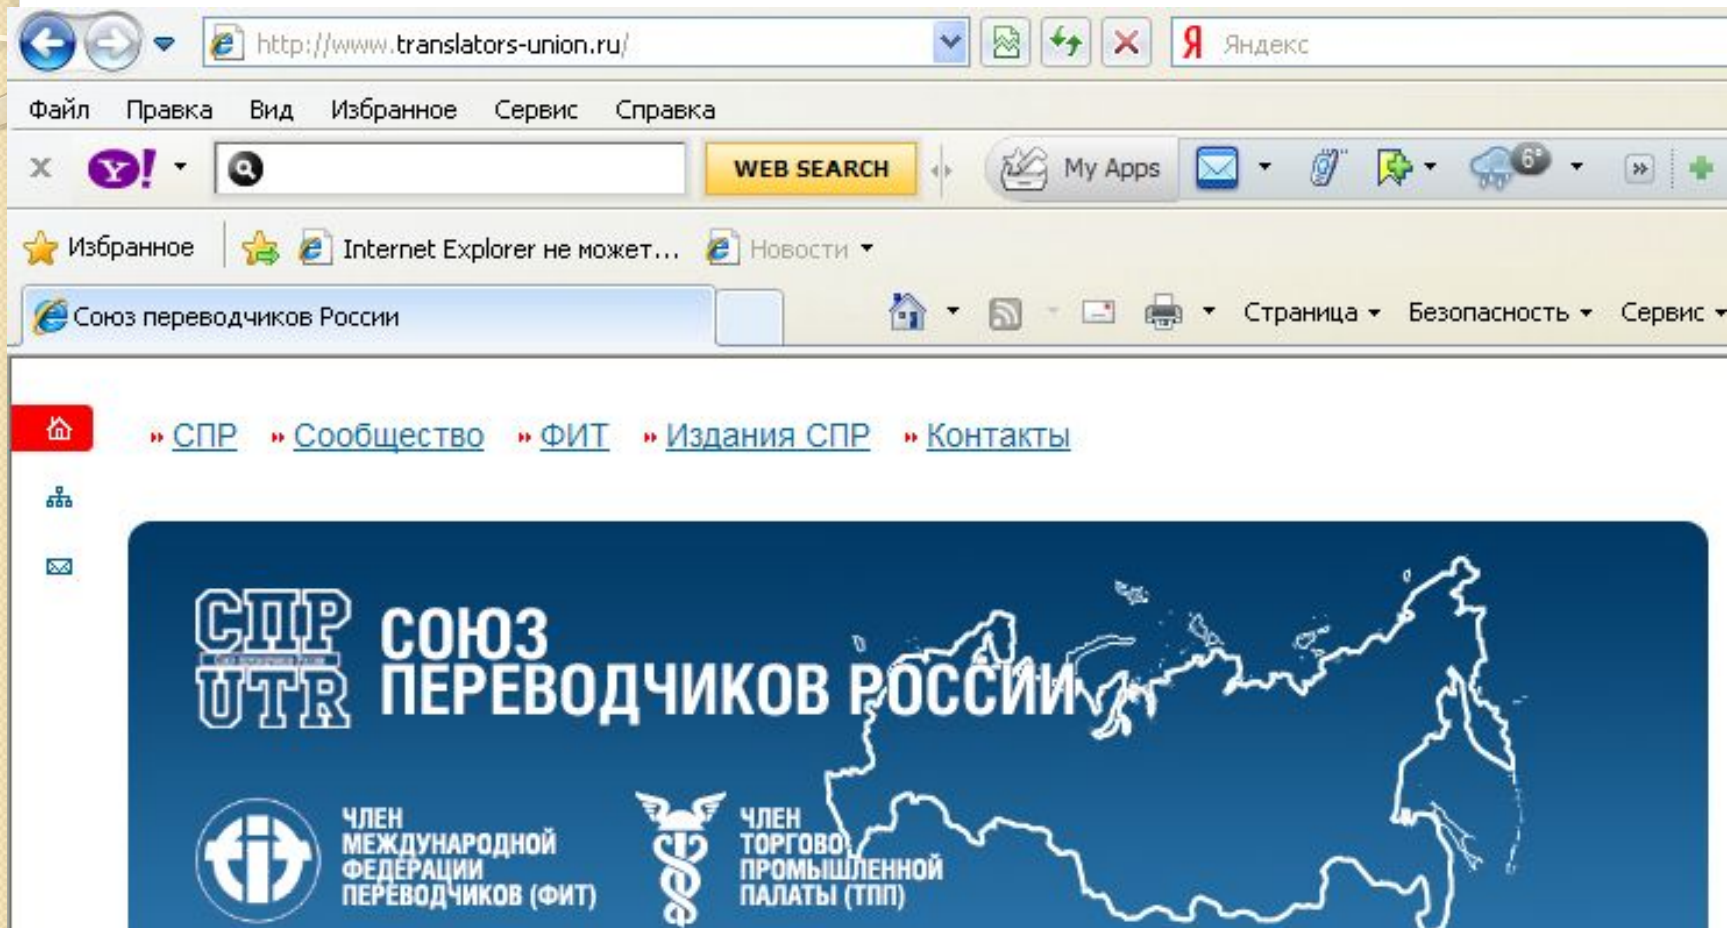 http://www.translators-union.ru/ Я Яндекс
Файл Правка Вид Избранное Сервис Справка
x Y! WEB SEARCH My Apps 6°
Избранное Internet Explorer не может... Новости
Союз переводчиков России Страница Безопасность Сервис
СПР Сообщество ФИТ Издания СПР Контакты
СПР
UTR
СОЮЗ
ПЕРЕВОДЧИКОВ РОССИИ
ЧЛЕН
МЕЖДУНАРОДНОЙ
ФЕДЕРАЦИИ
ПЕРЕВОДЧИКОВ (ФИТ)
ЧЛЕН
ТОРГОВО
ПРОМЫШЛЕННОЙ
ПАЛАТЫ (ТПП)